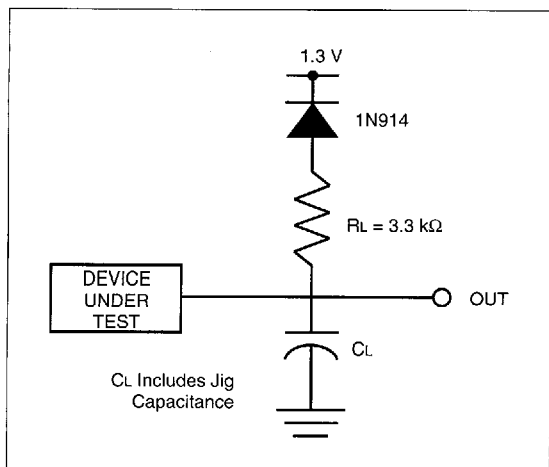 1.3 V
1N914
RL = 3.3 kΩ
DEVICE
UNDER
TEST
OUT
CL
CL Includes Jig
Capacitance